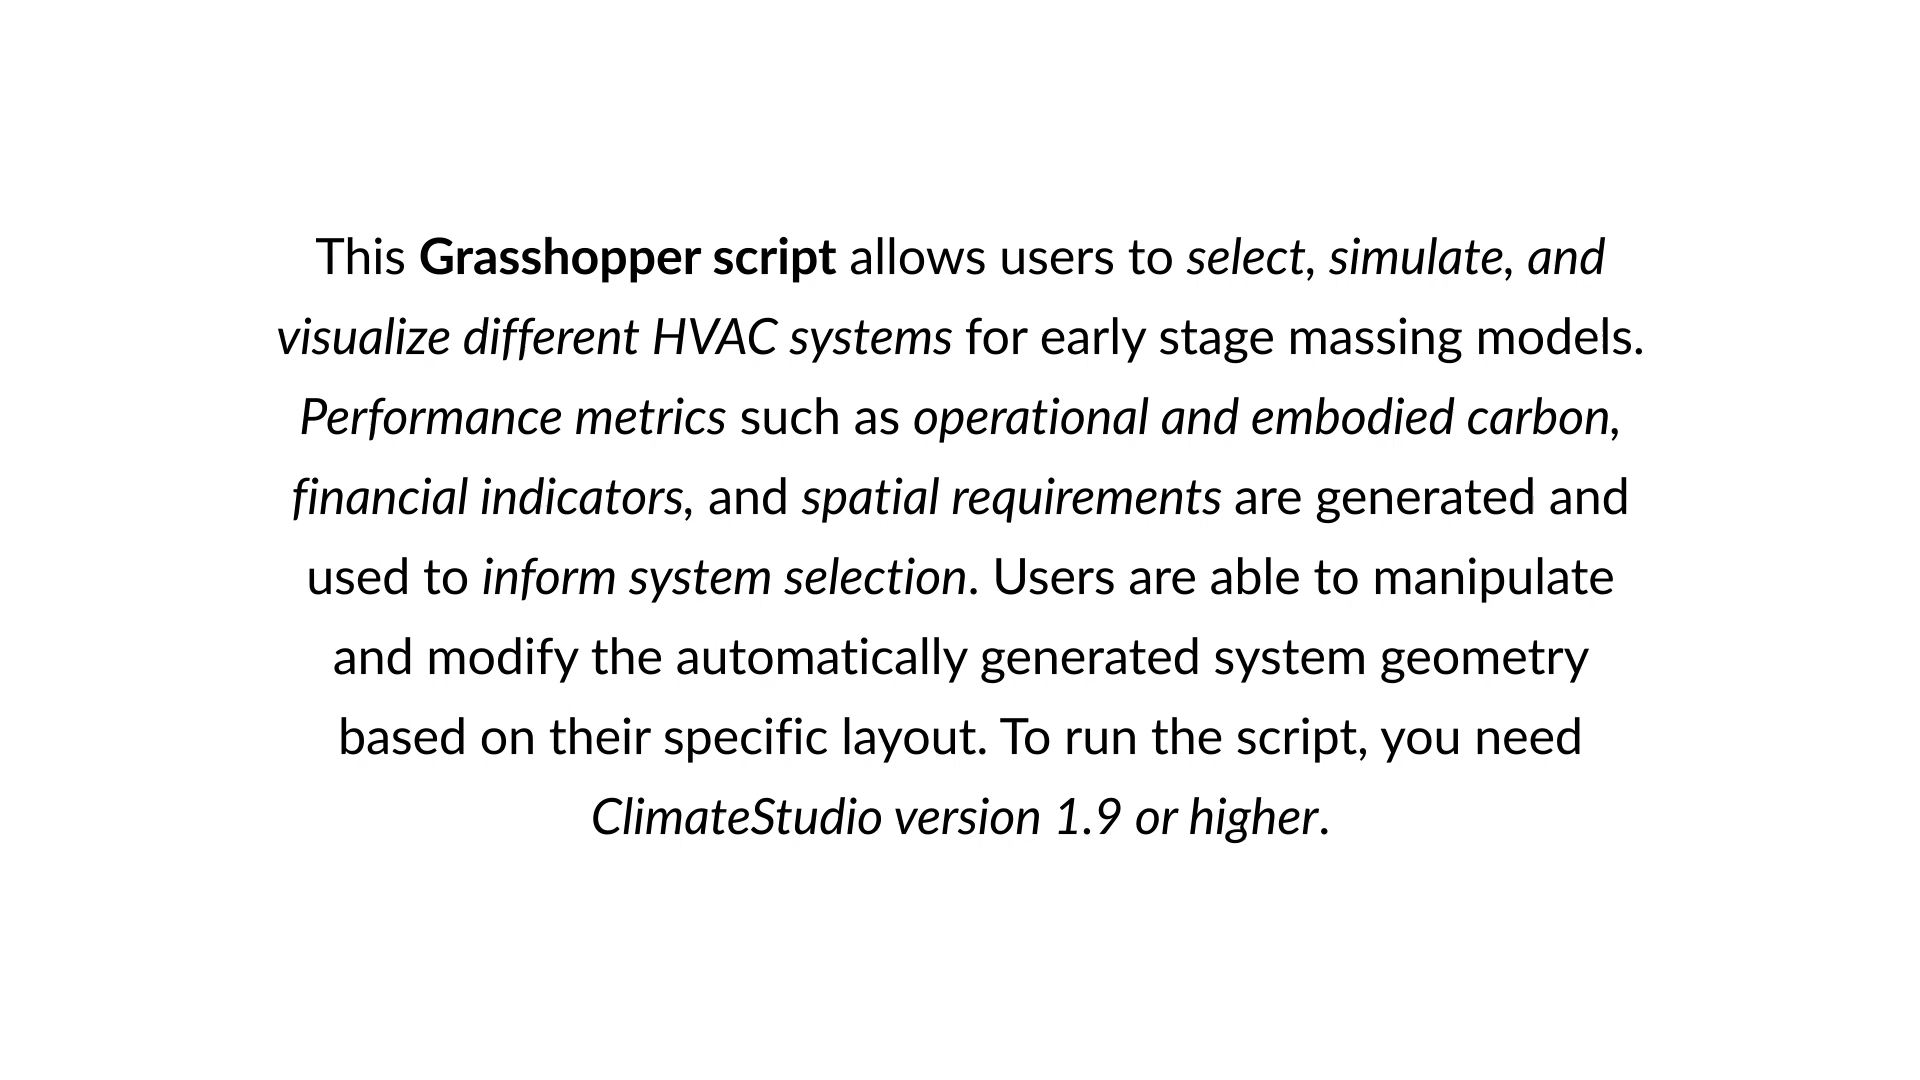 This Grasshopper script allows users to select, simulate, and
visualize different HVAC systems for early stage massing models.
Performance metrics such as operational and embodied carbon,
financial indicators, and spatial requirements are generated and
used to inform system selection. Users are able to manipulate
and modify the automatically generated system geometry
based on their specific layout. To run the script, you need
ClimateStudio version 1.9 or higher.